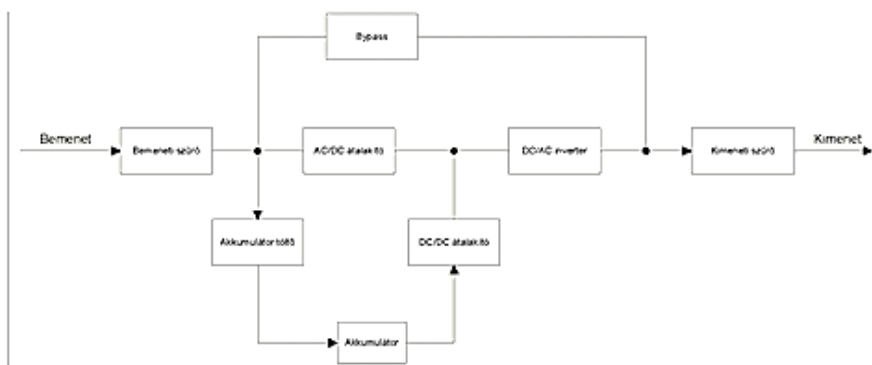 Bypass
Bemenet
Bemeneti szűrő
AC/DC átalakító
DC/AC inverter
Kimeneti szűrő
Kimenet
Akkumulátor töltő
DC/DC átalakító
Akkumulátor